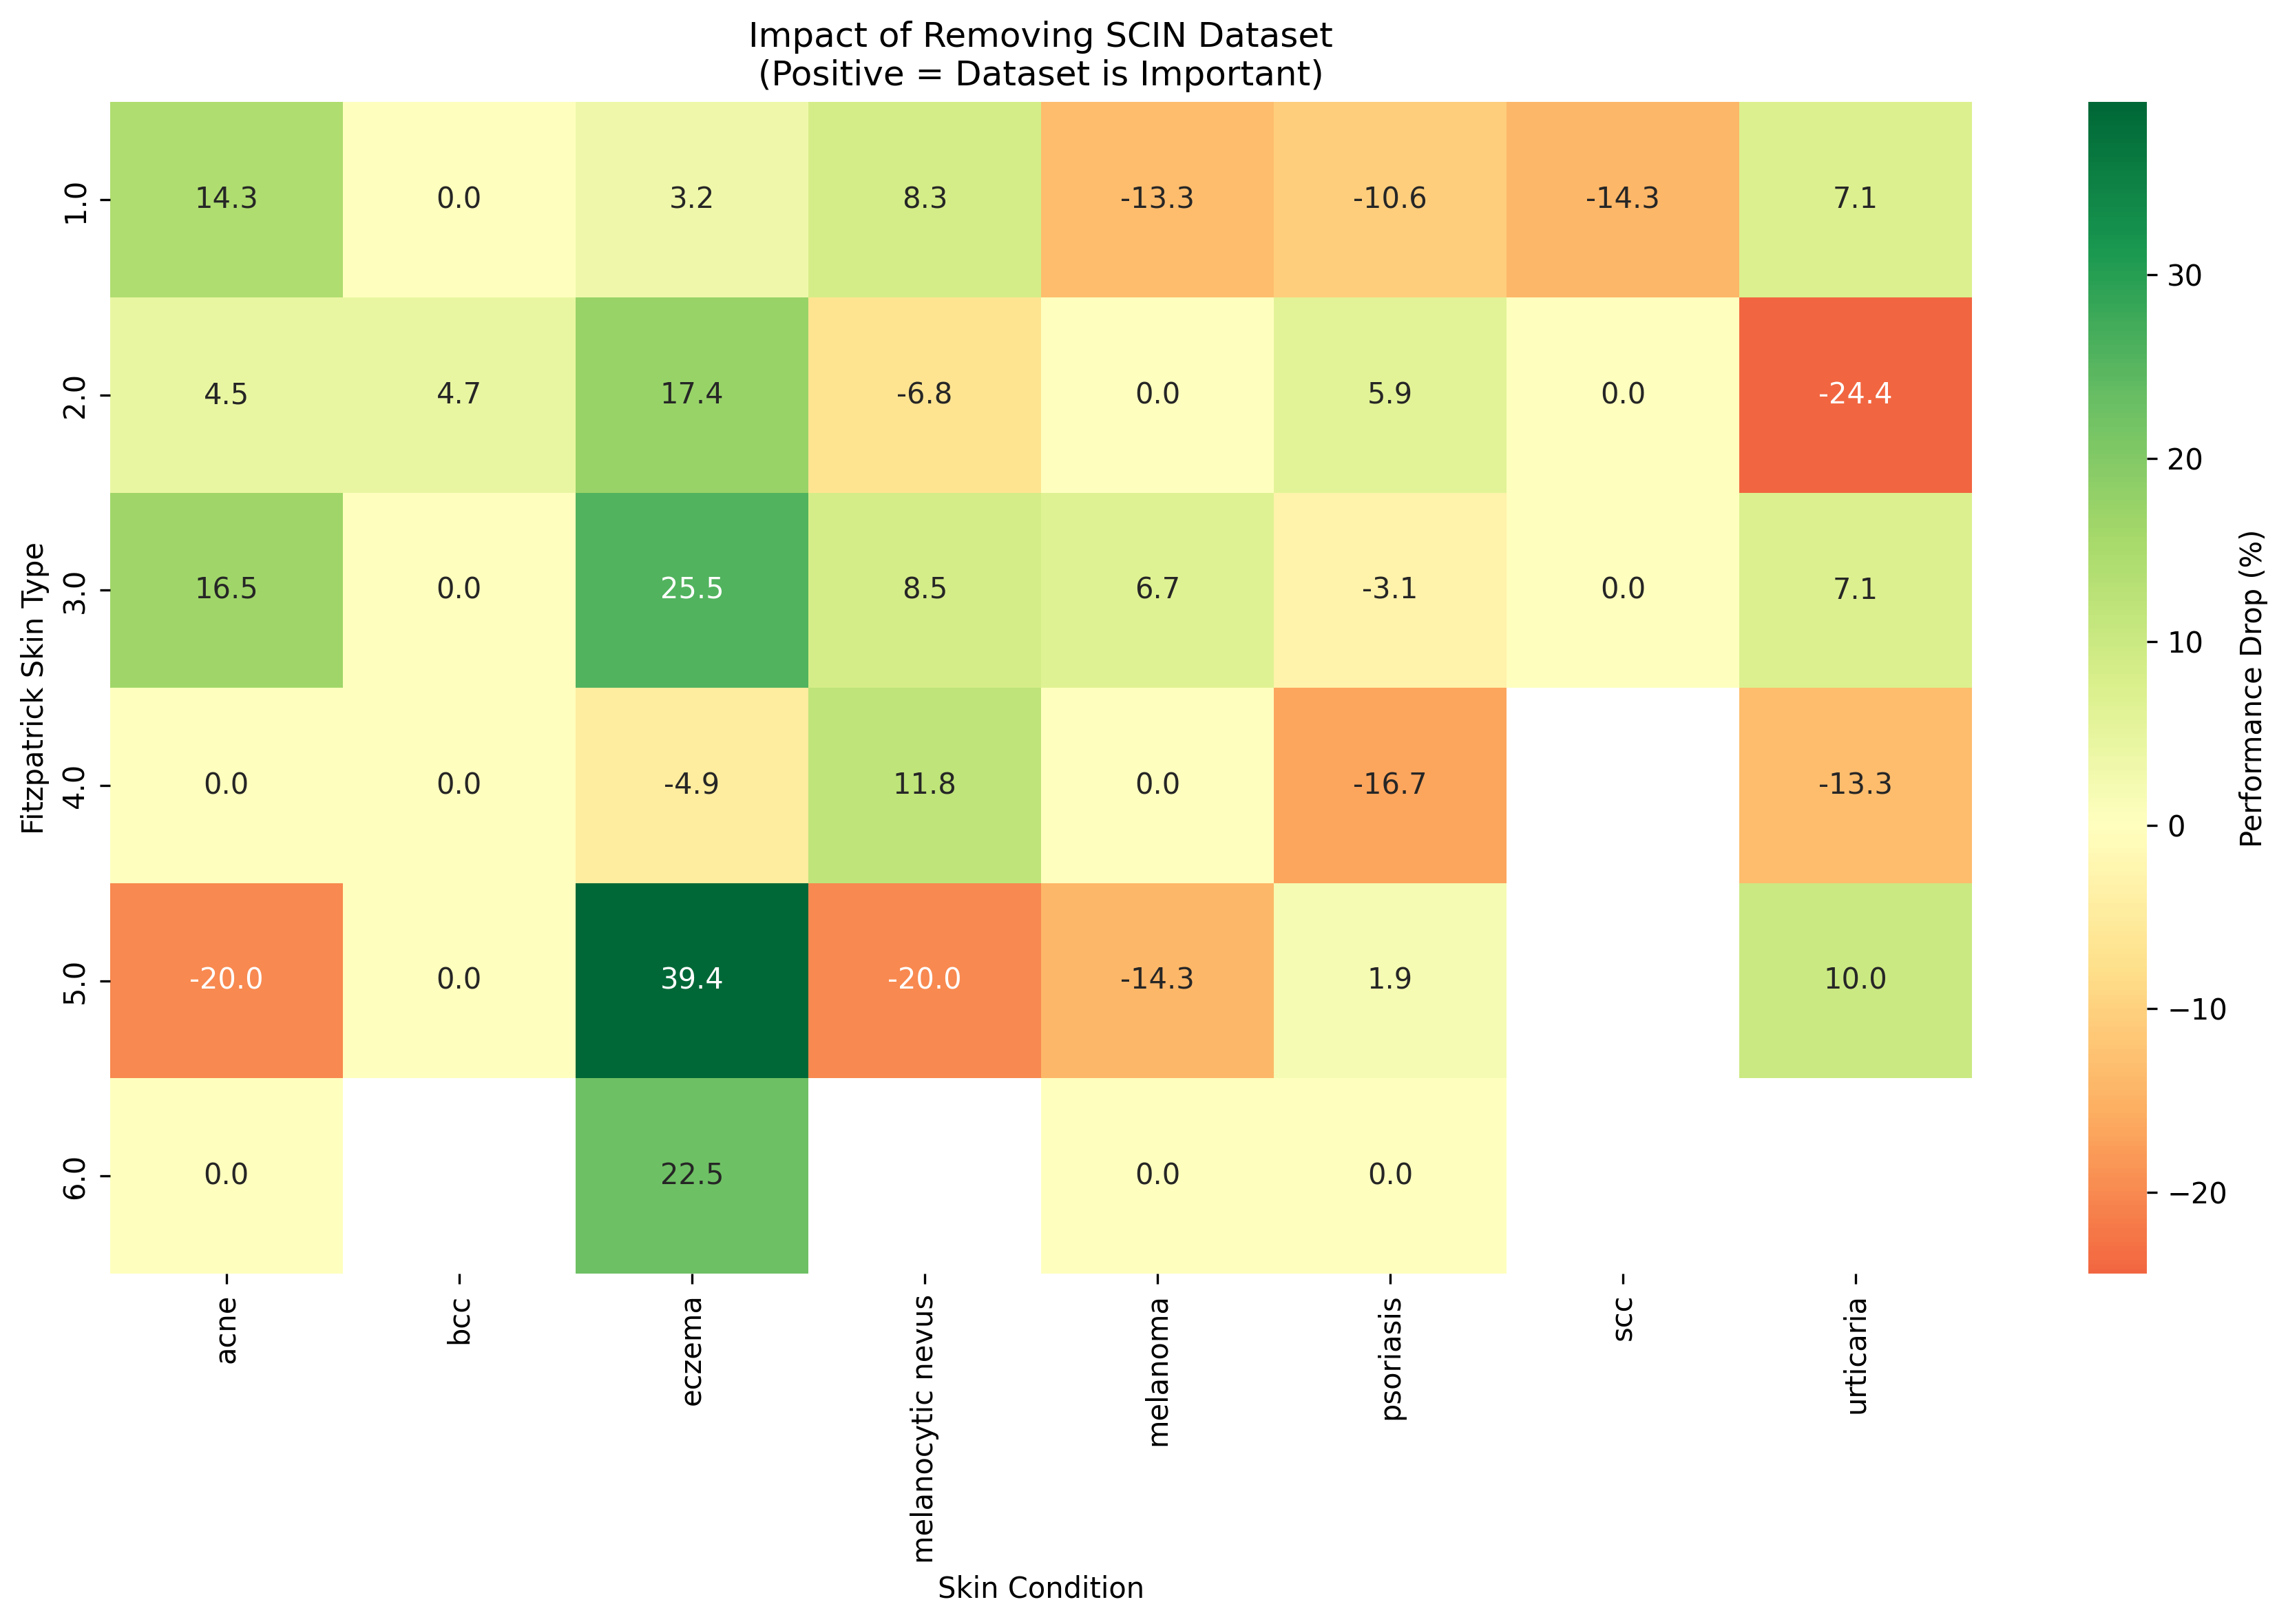 Impact of Removing SCIN Dataset
(Positive = Dataset is Important)
Fitzpatrick Skin Type
1.0 14.3 0.0 3.2 8.3 -13.3 -10.6 -14.3 7.1
2.0 4.5 4.7 17.4 -6.8 0.0 5.9 0.0 -24.4
3.0 16.5 0.0 25.5 8.5 6.7 -3.1 0.0 7.1
4.0 0.0 0.0 -4.9 11.8 0.0 -16.7 -13.3
5.0 -20.0 0.0 39.4 -20.0 -14.3 1.9 10.0
6.0 0.0 22.5 0.0 0.0
acne bcc eczema melanocytic nevus melanoma psoriasis scc urticaria
Skin Condition
30
20
10
0
−10
−20
Performance Drop (%)